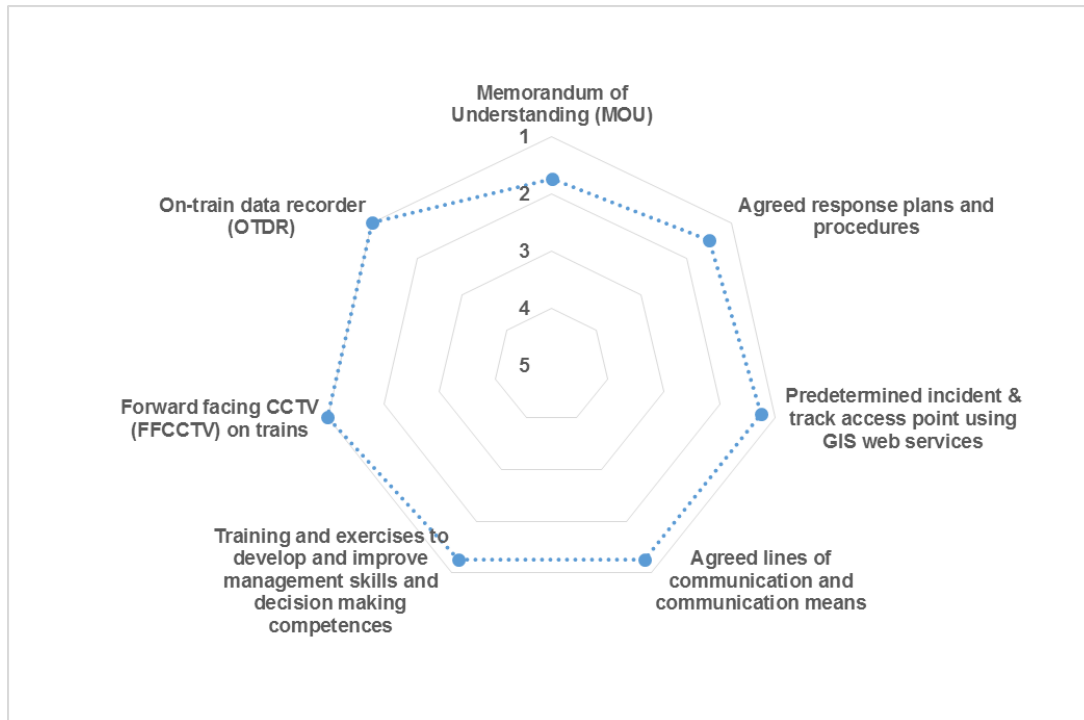 Memorandum of
Understanding (MOU)
1
2
3
4
5
Agreed response plans and
procedures
Predetermined incident &
track access point using
GIS web services
Agreed lines of
communication and
communication means
Training and exercises to
develop and improve
management skills and
decision making
competences
Forward facing CCTV
(FFCCTV) on trains
On-train data recorder
(OTDR)